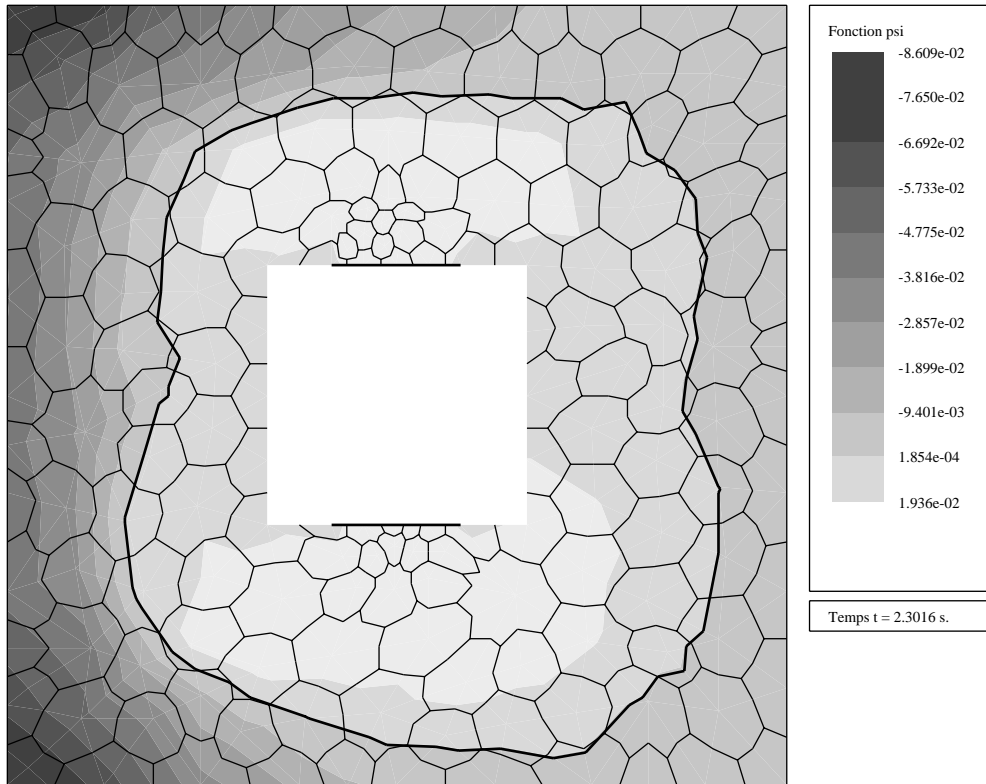 Fonction psi
-8.609e-02
-7.650e-02
-6.692e-02
-5.733e-02
-4.775e-02
-3.816e-02
-2.857e-02
-1.899e-02
-9.401e-03
1.854e-04
1.936e-02
Temps t = 2.3016 s.